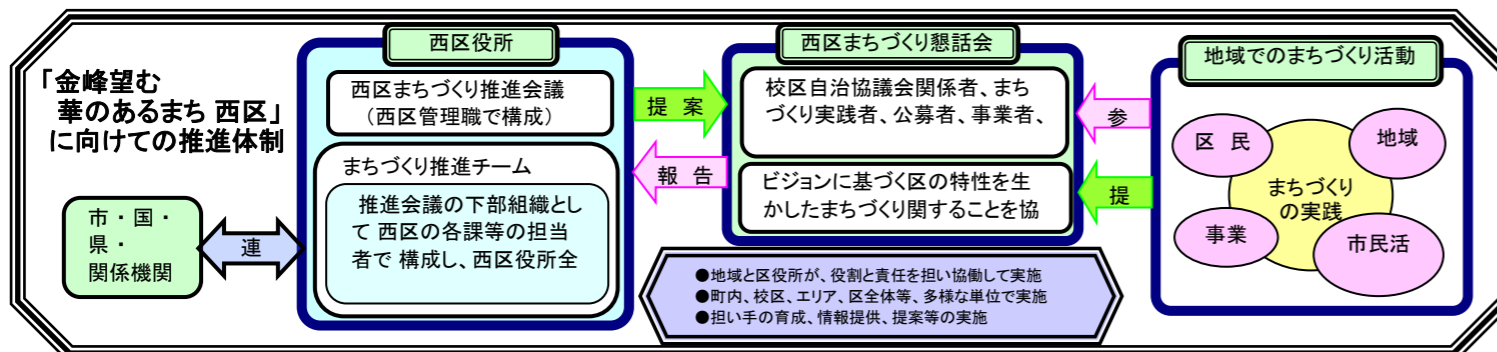 「金峰望む
華のあるまち 西区」
に向けての推進体制
市・国・
県・
関係機関
連
西区役所
西区まちづくり推進会議
（西区管理職で構成）
まちづくり推進チーム
推進会議の下部組織とし
て 西区の各課等の担当
者で 構成し、西区役所全
提 案
報 告
西区まちづくり懇話会
校区自治協議会関係者、まち
づくり実践者、公募者、事業者、
ビジョンに基づく区の特性を生
かしたまちづくり関することを協
参
提
地域でのまちづくり活動
区 民
地域
まちづくり
の実践
事業
市民活
●地域と区役所が、役割と責任を担い協働して実施
●町内、校区、エリア、区全体等、多様な単位で実施
●担い手の育成、情報提供、提案等の実施